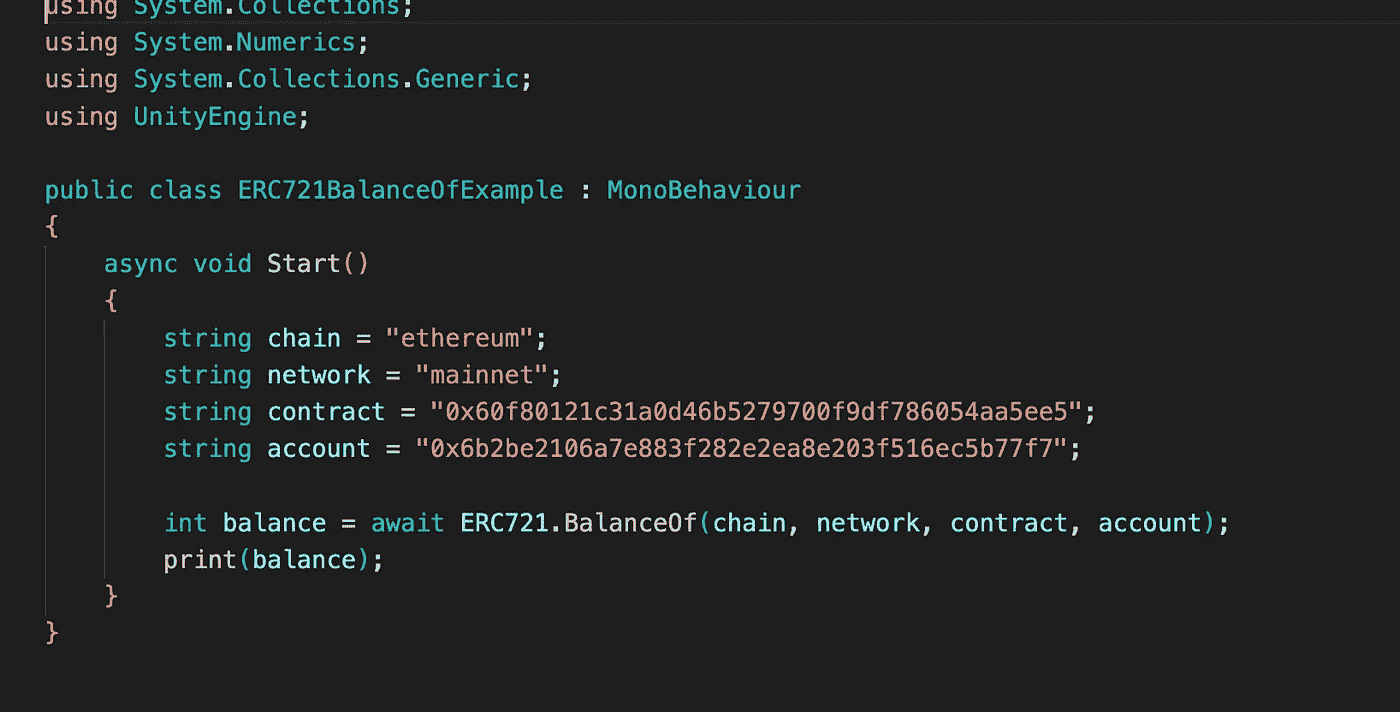 using System.Collections;
using System.Numerics;
using System.Collections.Generic;
using UnityEngine;
public class ERC721BalanceOfExample : MonoBehaviour
{
async void Start()
{
string chain = "ethereum";
string network = "mainnet";
string contract = "0x60f80121c31a0d46b5279700f9df786054aa5ee5";
string account = "0x6b2be2106a7e883f282e2ea8e203f516ec5b77f7";
int balance = await ERC721.BalanceOf(chain, network, contract, account);
print(balance);
}
}